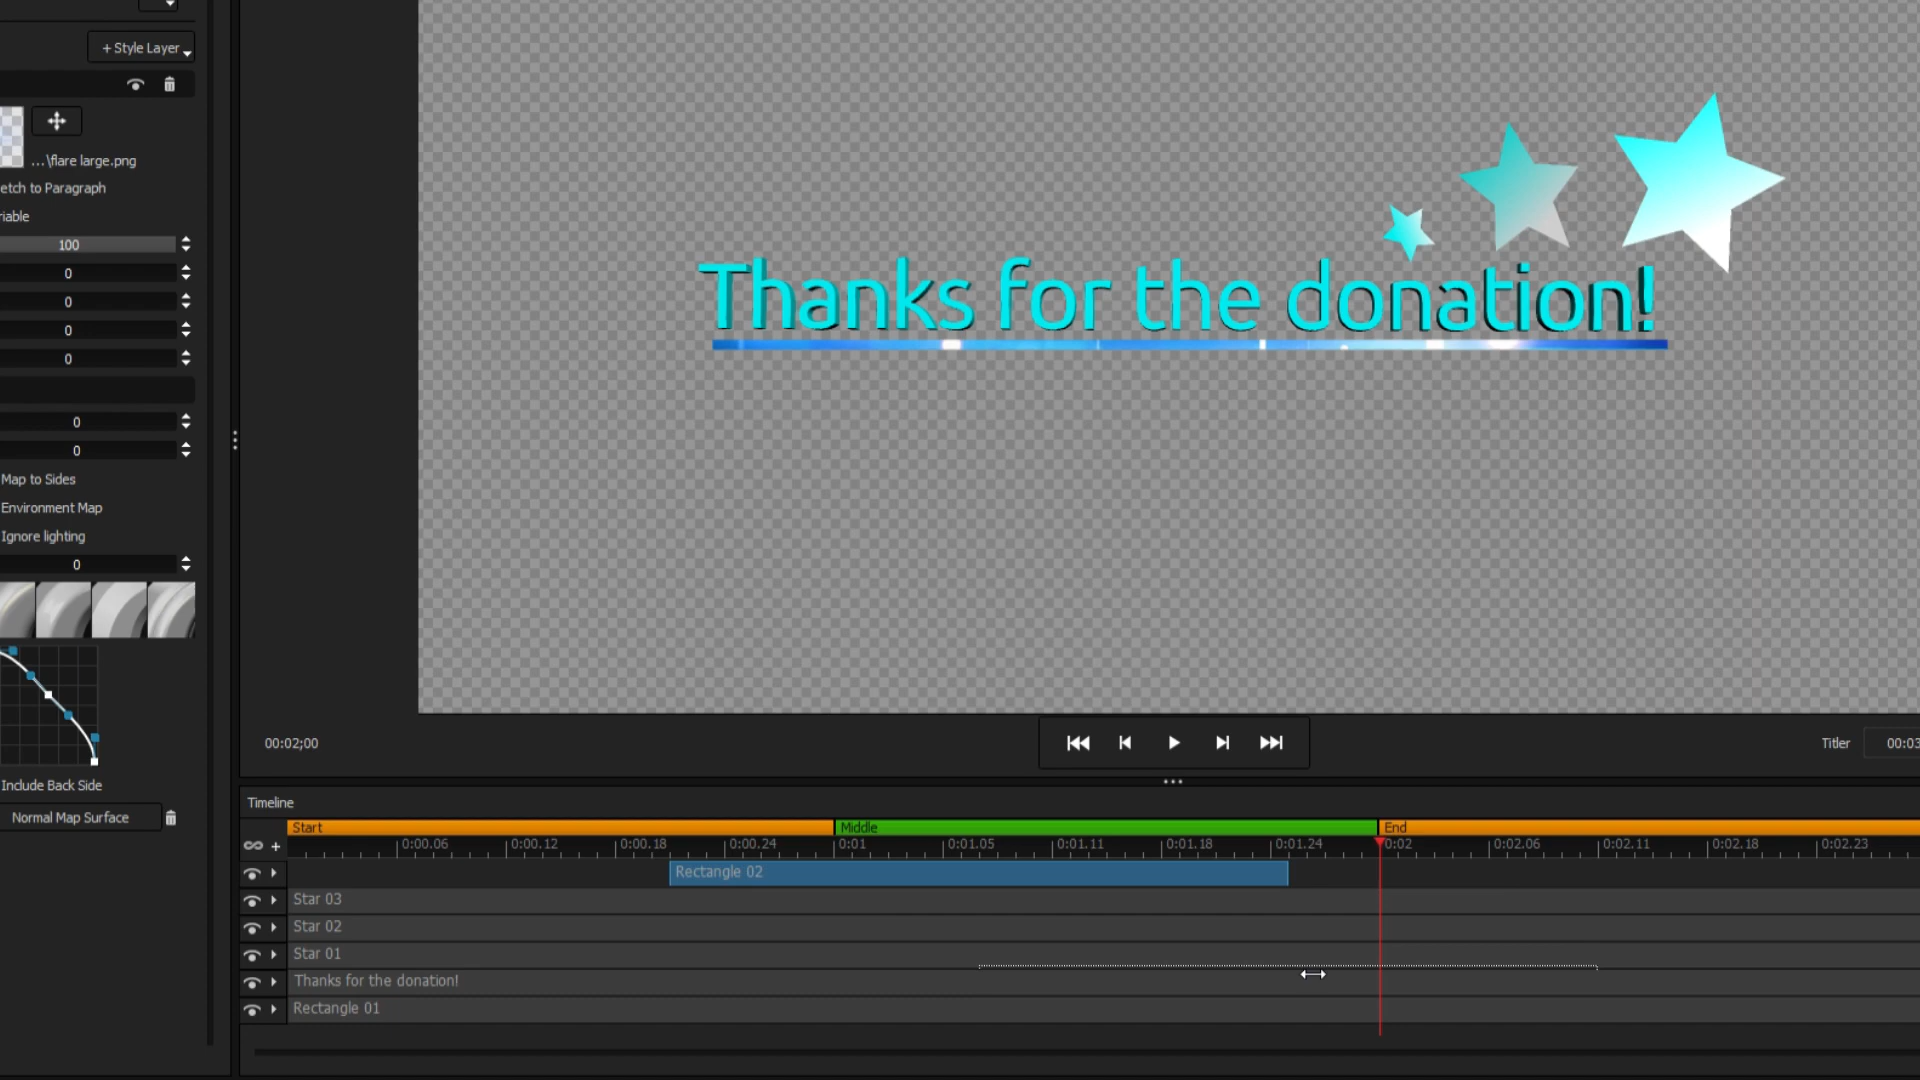 + Style Layer
...\flare large.png
etch to Paragraph
riable
100
0
0
0
0
0
0
Map to Sides
Environment Map
Ignore lighting
0
Include Back Side
Normal Map Surface
Thanks for the donation!
00:02;00
Titler
00:03
Timeline
Start
Middle
End
0:00.06
0:00.12
0:00.18
0:00.24
0:01
0:01.05
0:01.11
0:01.18
0:01.24
0:02
0:02.06
0:02.11
0:02.18
0:02.23
Rectangle 02
Star 03
Star 02
Star 01
Thanks for the donation!
Rectangle 01